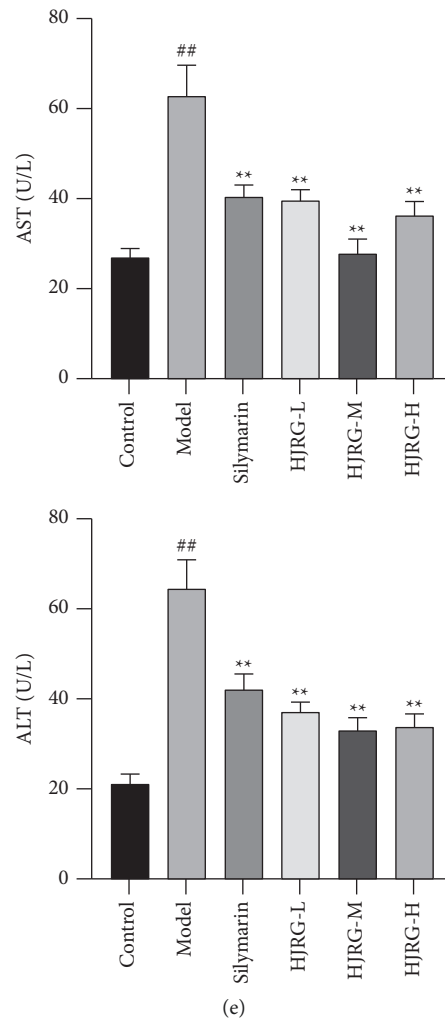 80
60
40
20
0
AST (U/L)
##
**
**
**
**
Control
Model
Silymarin
HJRG-L
HJRG-M
HJRG-H
80
60
40
20
0
ALT (U/L)
##
**
**
**
**
Control
Model
Silymarin
HJRG-L
HJRG-M
HJRG-H
(e)